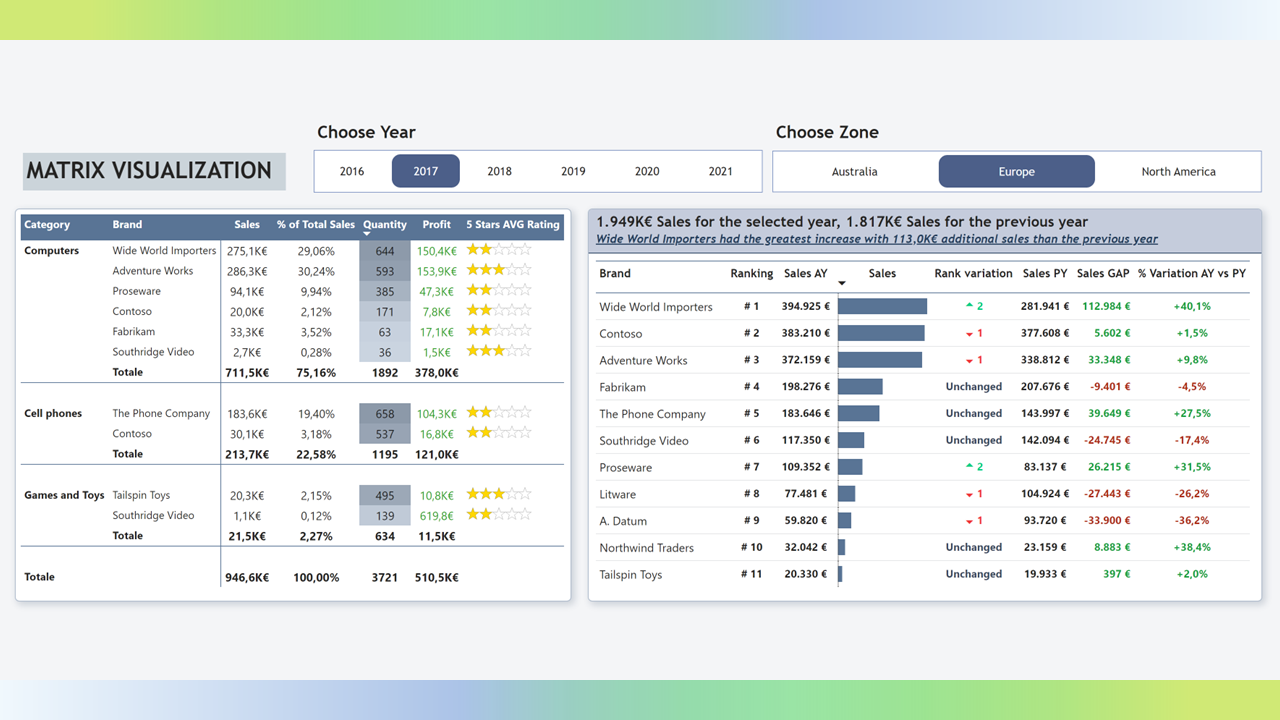 Choose Year
Choose Zone
MATRIX VISUALIZATION
2016 2017 2018 2019 2020 2021
Australia Europe North America
Category Brand Sales % of Total Sales Quantity Profit 5 Stars AVG Rating
Computers Wide World Importers 275,1K€ 29,06% 644 150,4K€
Adventure Works 286,3K€ 30,24% 593 153,9K€
Proseware 94,1K€ 9,94% 385 47,3K€
Contoso 20,0K€ 2,12% 171 7,8K€
Fabrikam 33,3K€ 3,52% 63 17,1K€
Southridge Video 2,7K€ 0,28% 36 1,5K€
Totale 711,5K€ 75,16% 1892 378,0K€
Cell phones The Phone Company 183,6K€ 19,40% 658 104,3K€
Contoso 30,1K€ 3,18% 537 16,8K€
Totale 213,7K€ 22,58% 1195 121,0K€
Games and Toys Tailspin Toys 20,3K€ 2,15% 495 10,8K€
Southridge Video 1,1K€ 0,12% 139 619,8€
Totale 21,5K€ 2,27% 634 11,5K€
Totale 946,6K€ 100,00% 3721 510,5K€
1.949K€ Sales for the selected year, 1.817K€ Sales for the previous year
Wide World Importers had the greatest increase with 113,0K€ additional sales than the previous year
Brand Ranking Sales AY Sales Rank variation Sales PY Sales GAP % Variation AY vs PY
Wide World Importers # 1 394.925 € 2 281.941 € 112.984 € +40,1%
Contoso # 2 383.210 € 1 377.608 € 5.602 € +1,5%
Adventure Works # 3 372.159 € 1 338.812 € 33.348 € +9,8%
Fabrikam # 4 198.276 € Unchanged 207.676 € -9.401 € -4,5%
The Phone Company # 5 183.646 € Unchanged 143.997 € 39.649 € +27,5%
Southridge Video # 6 117.350 € Unchanged 142.094 € -24.745 € -17,4%
Proseware # 7 109.352 € 2 83.137 € 26.215 € +31,5%
Litware # 8 77.481 € 1 104.924 € -27.443 € -26,2%
A. Datum # 9 59.820 € 1 93.720 € -33.900 € -36,2%
Northwind Traders # 10 32.042 € Unchanged 23.159 € 8.883 € +38,4%
Tailspin Toys # 11 20.330 € Unchanged 19.933 € 397 € +2,0%